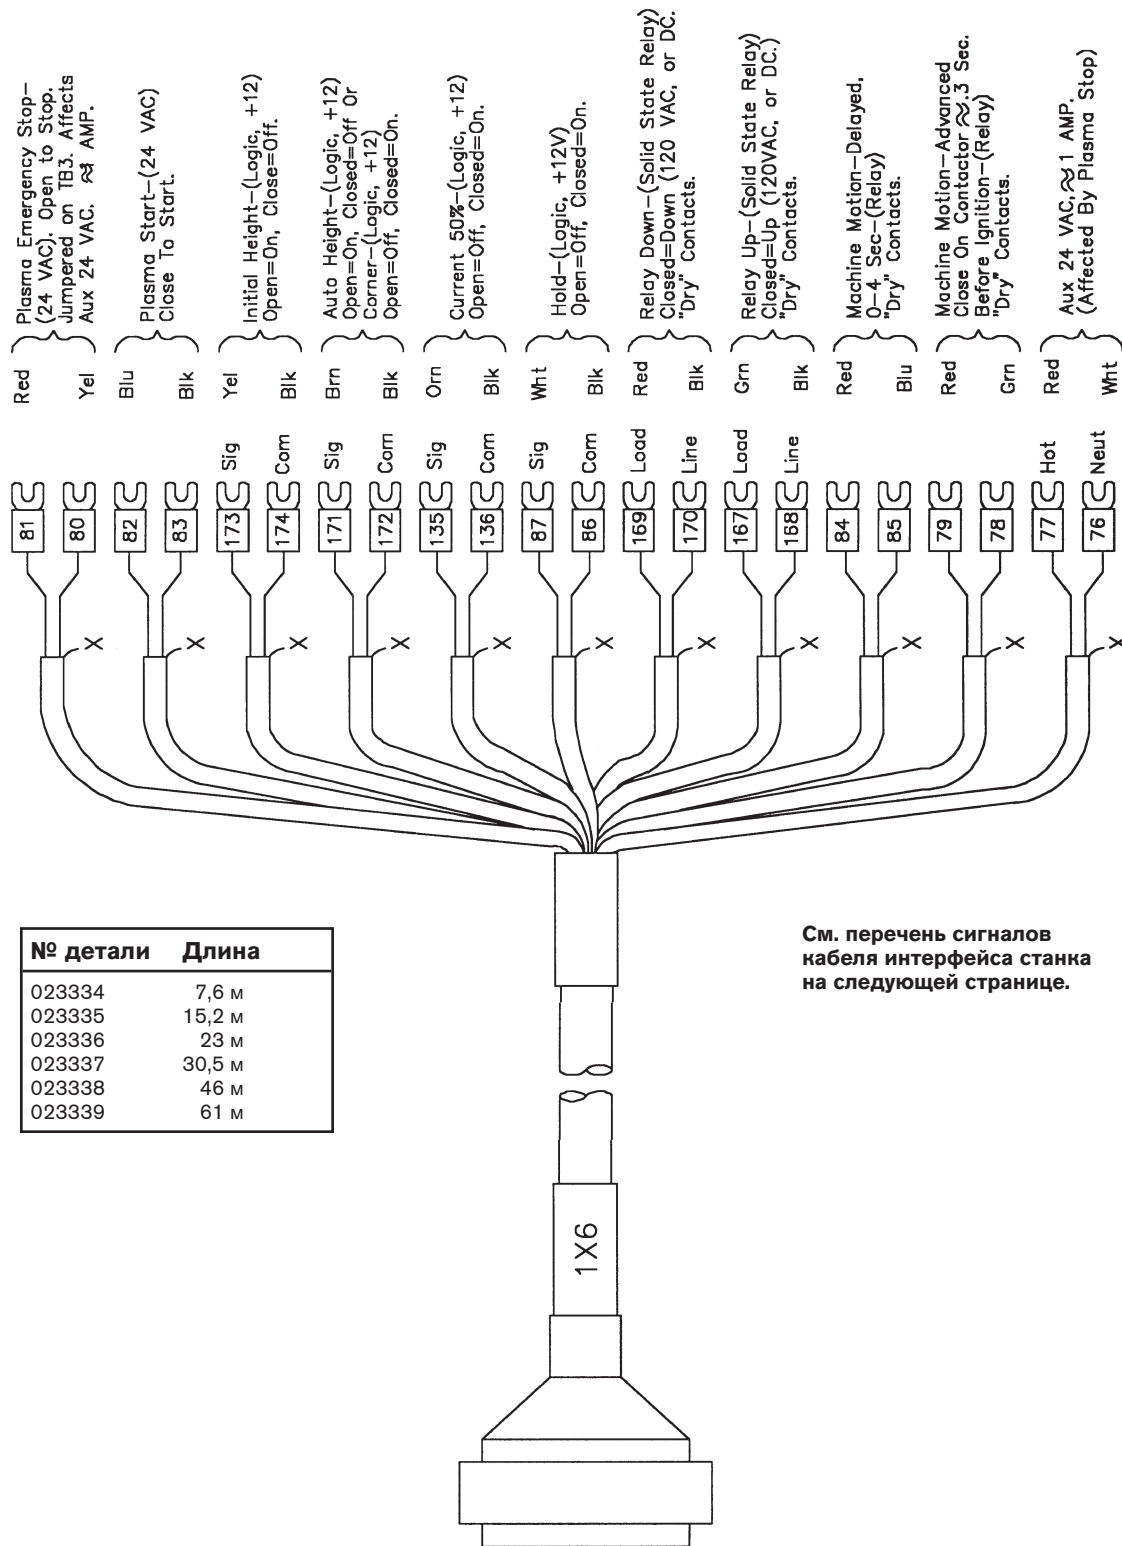 Plasma Emergency Stop–
(24 VAC). Open to Stop.
Jumpered on TB3. Affects
Aux 24 VAC. ≈1 AMP.
Plasma Start–(24 VAC)
Close To Start.
Initial Height–(Logic, +12)
Open=On, Close=Off.
Auto Height–(Logic, +12)
Open=On, Closed=Off Or
Corner–(Logic, +12)
Open=Off, Closed=On.
Current 50%–(Logic, +12)
Open=Off, Closed=On.
Hold–(Logic, +12V)
Open=Off, Closed=On.
Relay Down–(Solid State Relay)
Closed=Down (120 VAC, or DC.
"Dry" Contacts.
Relay Up–(Solid State Relay)
Closed=Up (120VAC, or DC.)
"Dry" Contacts.
Machine Motion–Delayed,
0–4 Sec–(Relay)
"Dry" Contacts.
Machine Motion–Advanced
Close On Contactor ≈.3 Sec.
Before Ignition–(Relay)
"Dry" Contacts.
Aux 24 VAC,≈1 AMP.
(Affected By Plasma Stop)
Red
Yel
Blu
Blk
Yel
Blk
Brn
Blk
Orn
Blk
Wht
Blk
Red
Blk
Grn
Blk
Red
Blu
Red
Grn
Red
Wht
81
80
82
83
173 Sig
174 Com
171 Sig
172 Com
135 Sig
136 Com
87 Sig
86 Com
169 Load
170 Line
167 Load
168 Line
84
85
79
78
77 Hot
76 Neut
X
X
X
X
X
X
X
X
X
X
X
№ детали Длина
023334 7,6 м
023335 15,2 м
023336 23 м
023337 30,5 м
023338 46 м
023339 61 м
См. перечень сигналов
кабеля интерфейса станка
на следующей странице.
1X6